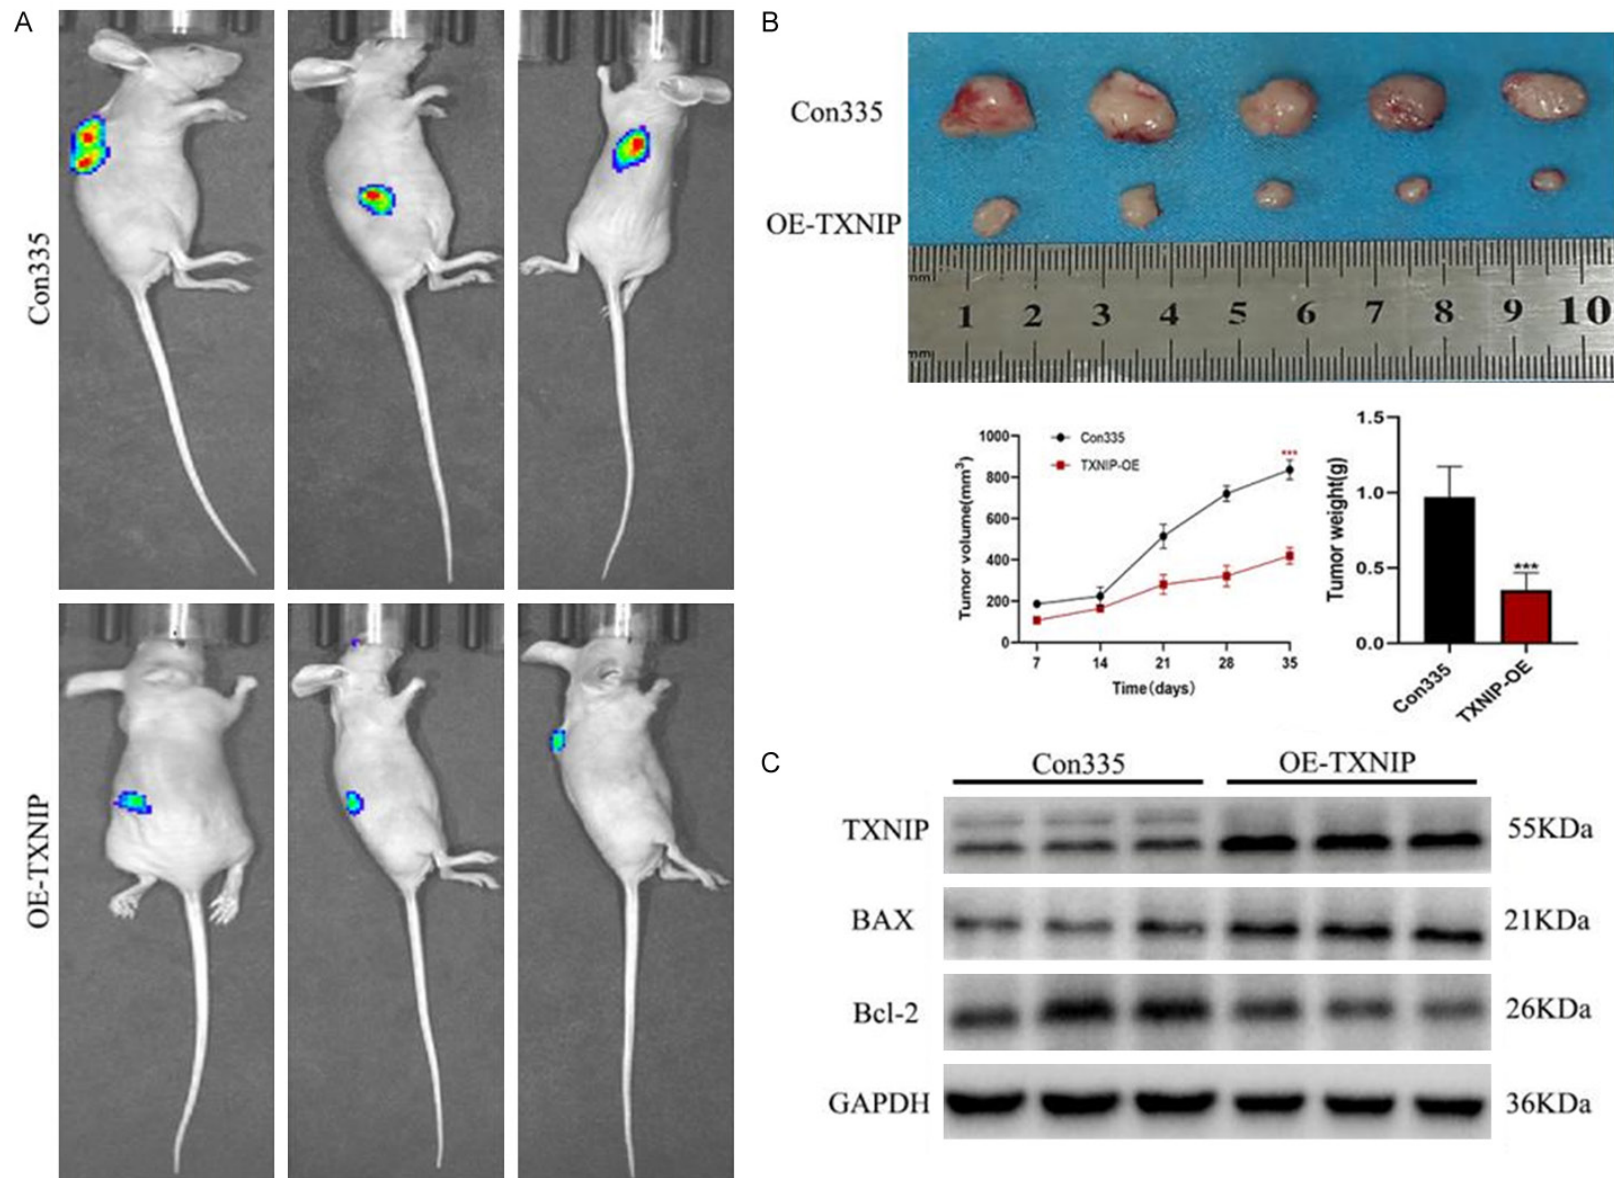 A
Con335
OE-TXNIP
B
Con335
OE-TXNIP
mm
1 2 3 4 5 6 7 8 9 10
mm
1000
800
600
400
200
0
Tumor volume(mm³)
Con335
TXNIP-OE
***
7 14 21 28 35
Time(days)
1.5
1.0
0.5
0.0
Tumor weight(g)
***
Con335
TXNIP-OE
C
Con335 OE-TXNIP
TXNIP 55KDa
BAX 21KDa
Bcl-2 26KDa
GAPDH 36KDa